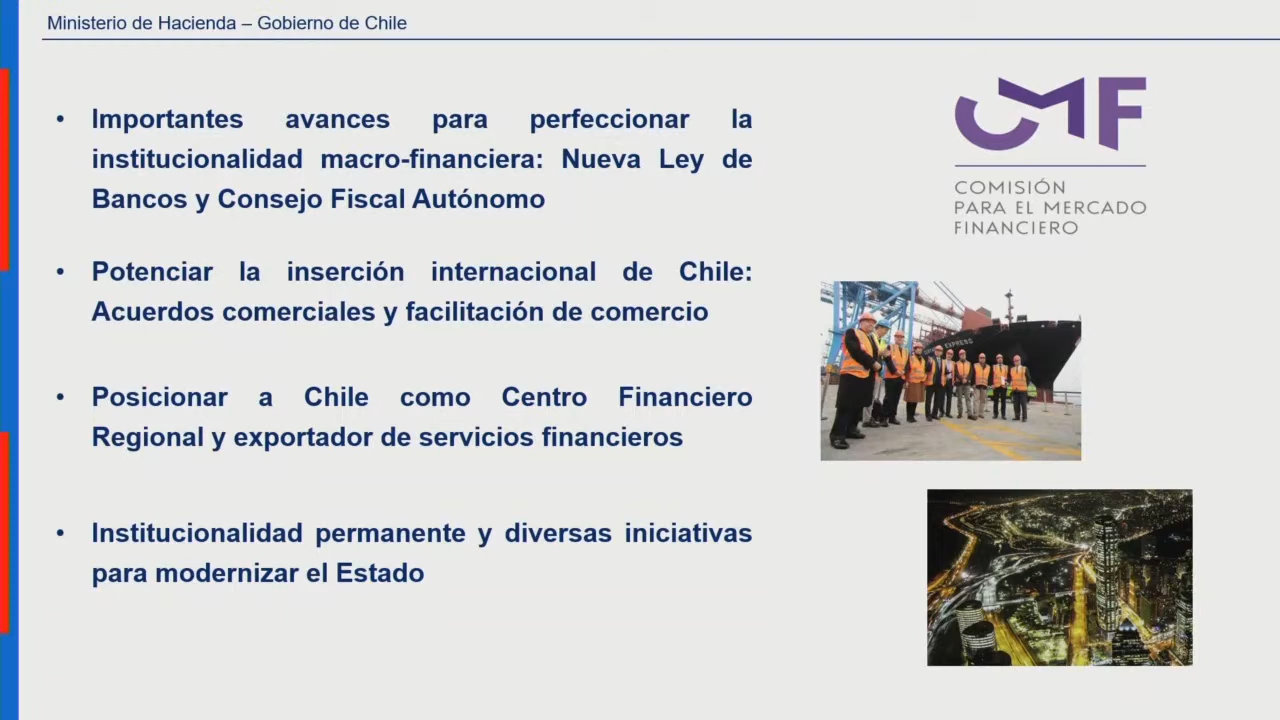 Ministerio de Hacienda – Gobierno de Chile
• Importantes avances para perfeccionar la
institucionalidad macro-financiera: Nueva Ley de
Bancos y Consejo Fiscal Autónomo
• Potenciar la inserción internacional de Chile:
Acuerdos comerciales y facilitación de comercio
• Posicionar a Chile como Centro Financiero
Regional y exportador de servicios financieros
• Institucionalidad permanente y diversas iniciativas
para modernizar el Estado
CMF
COMISIÓN
PARA EL MERCADO
FINANCIERO
EXPRESS